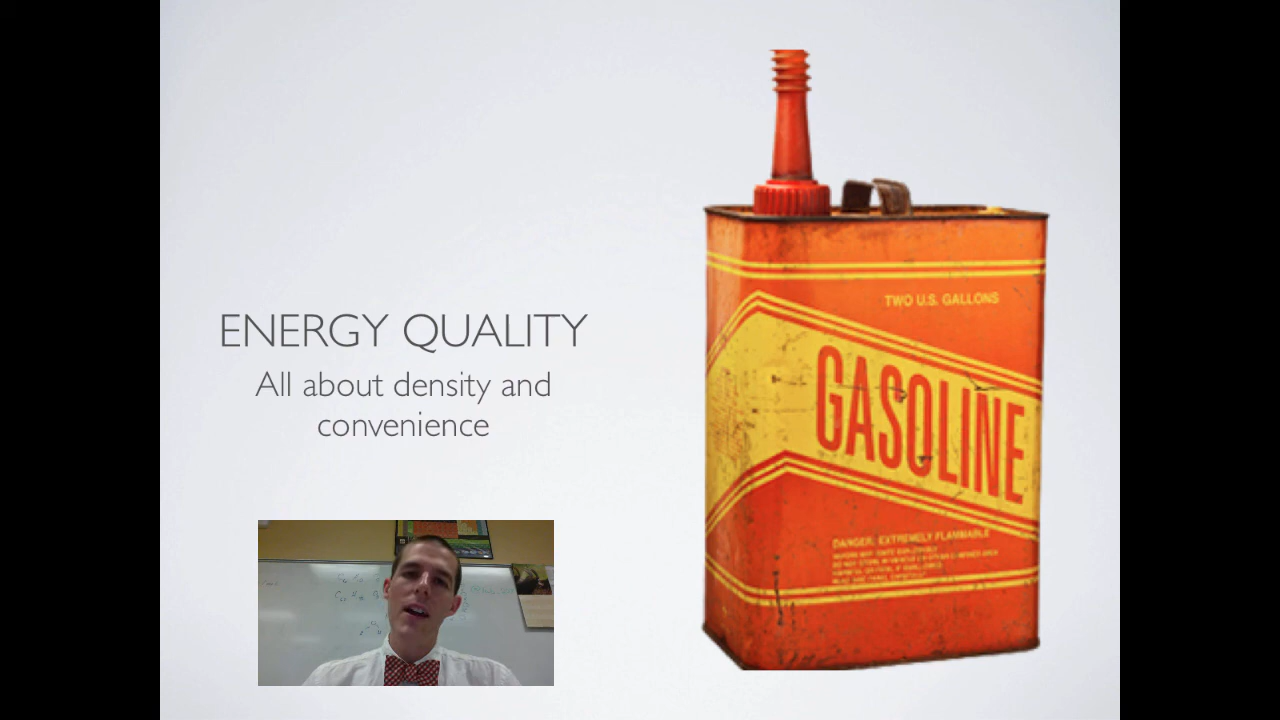 ENERGY QUALITY
All about density and
convenience
TWO U.S. GALLONS
GASOLINE
DANGER: EXTREMELY FLAMMABLE